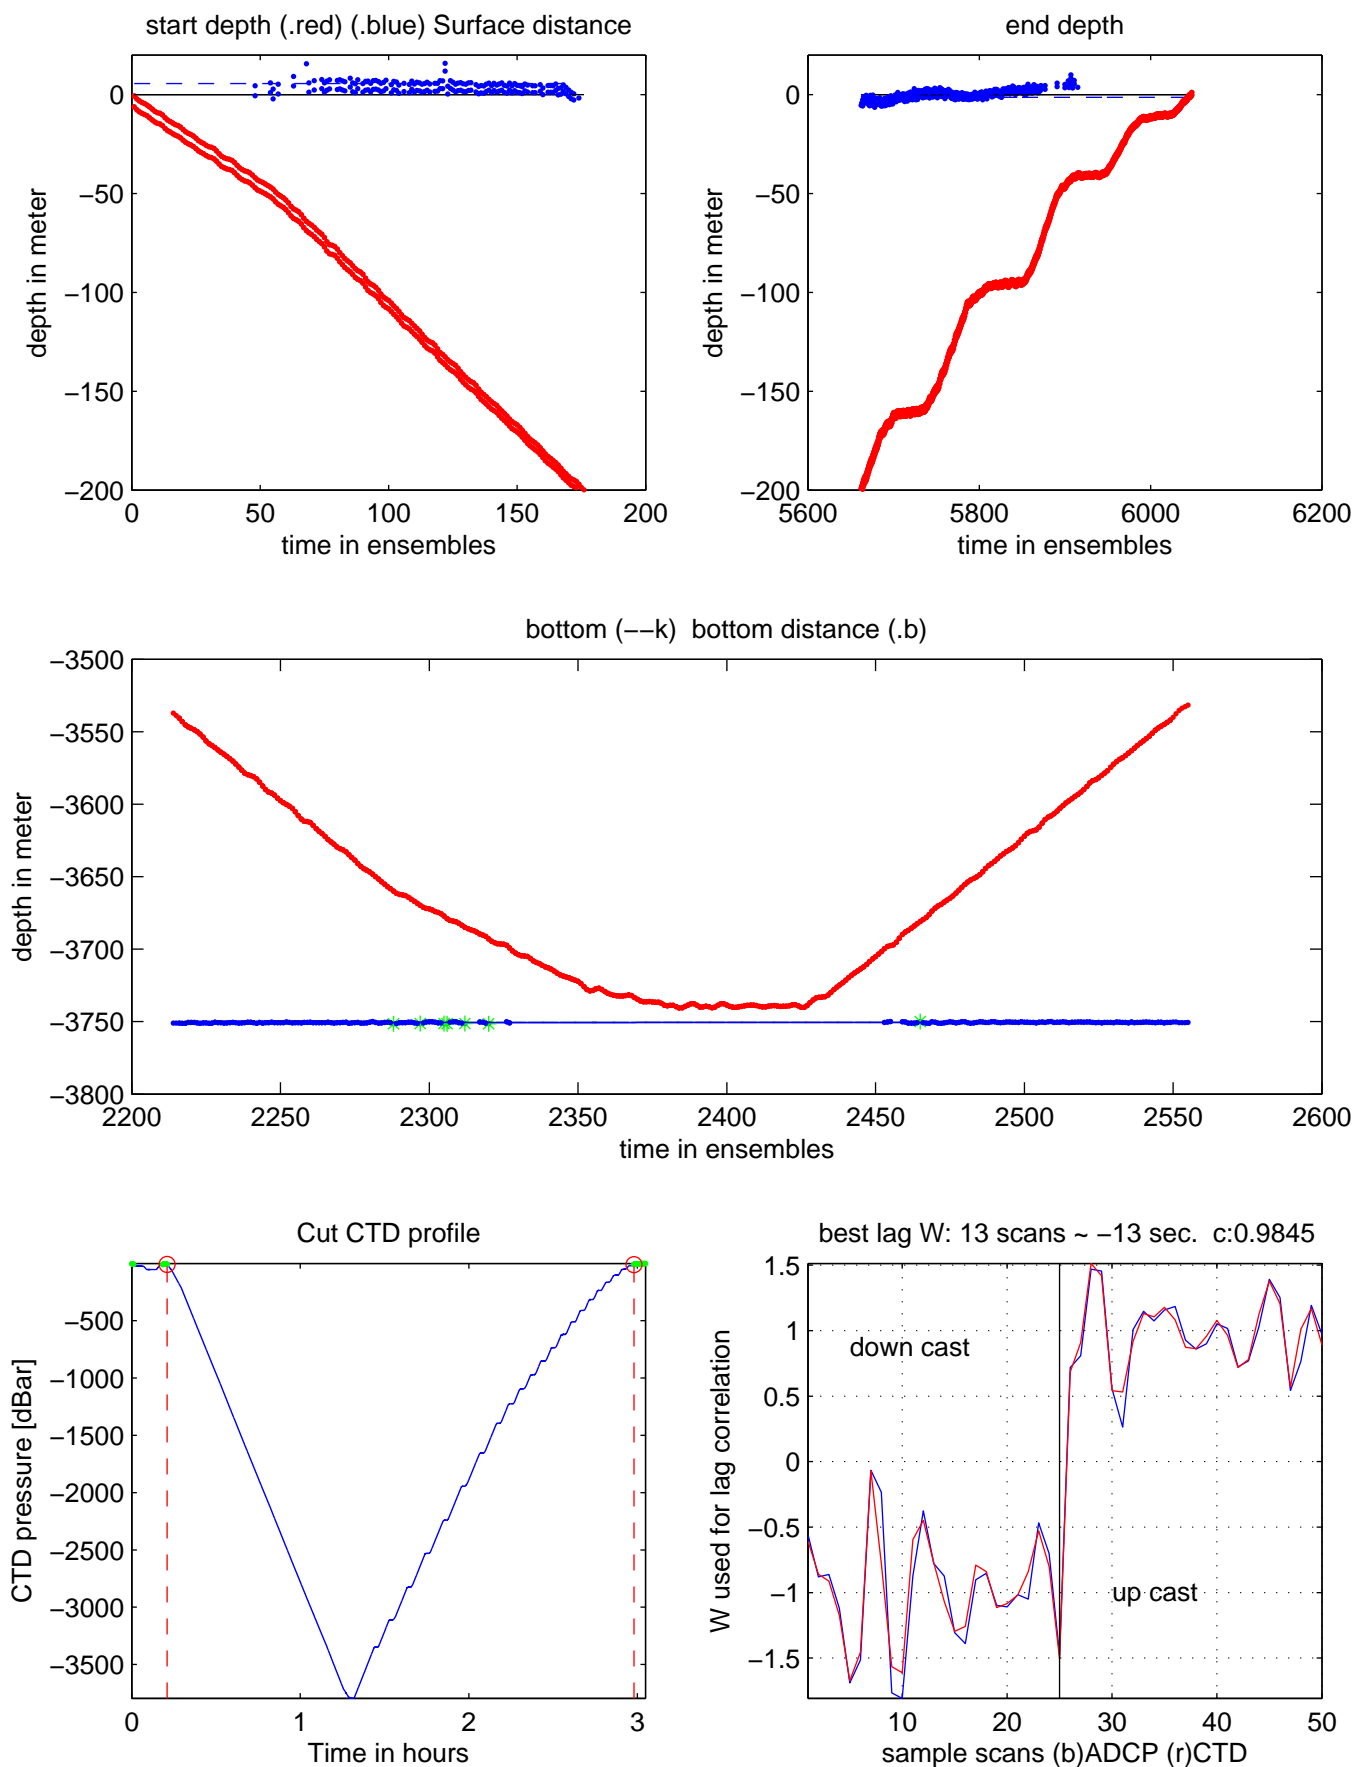 start depth (.red) (.blue) Surface distance
0
−50
−100
−150
−200
depth in meter
0 50 100 150 200
time in ensembles
end depth
0
−50
−100
−150
−200
depth in meter
5600 5800 6000 6200
time in ensembles
bottom (−−k)  bottom distance (.b)
−3500
−3550
−3600
−3650
−3700
−3750
−3800
depth in meter
2200 2250 2300 2350 2400 2450 2500 2550 2600
time in ensembles
Cut CTD profile
−500
−1000
−1500
−2000
−2500
−3000
−3500
CTD pressure [dBar]
0 1 2 3
Time in hours
best lag W: 13 scans ~ −13 sec.  c:0.9845
1.5
1
0.5
0
−0.5
−1
−1.5
W used for lag correlation
down cast
up cast
10 20 30 40 50
sample scans (b)ADCP (r)CTD